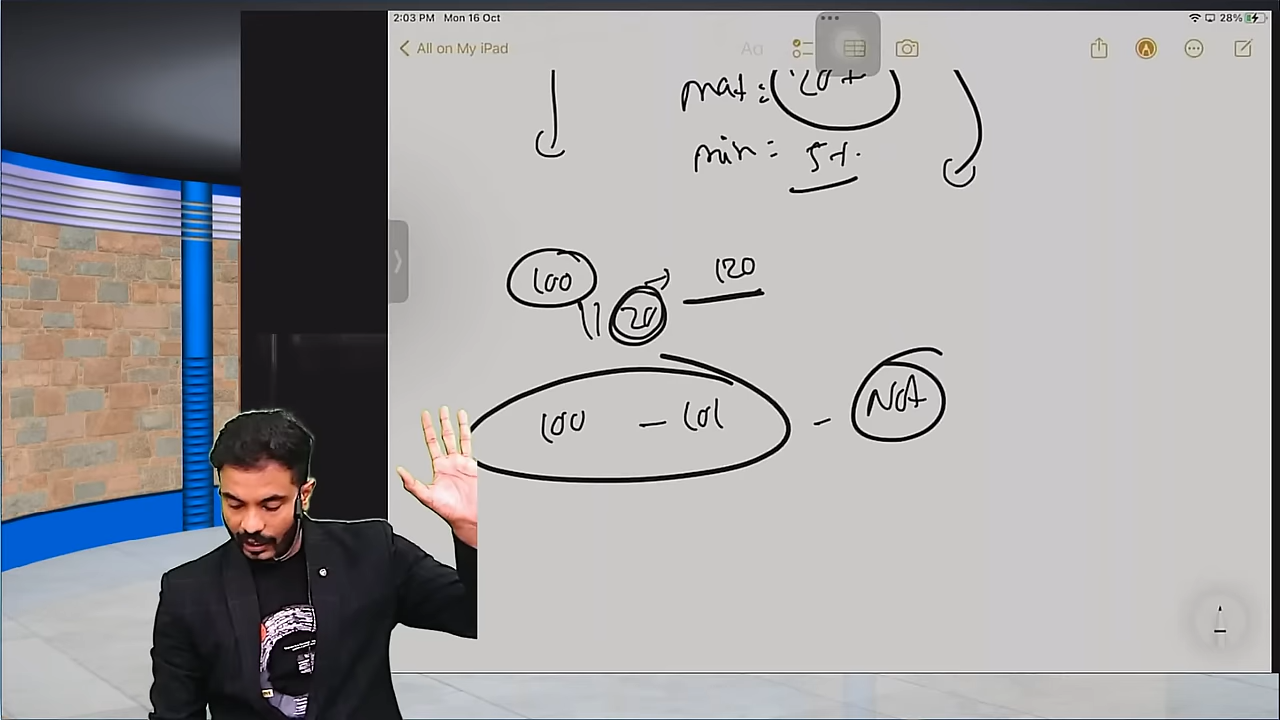 2:03 PM Mon 16 Oct 28%
All on My iPad Aa
max: 20%
min: 5%
100 120
20
100 - 101 - Not